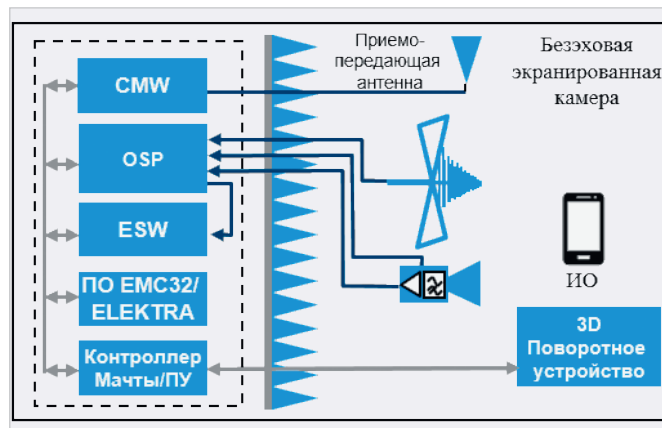 CMW
OSP
ESW
ПО EMC32/
ELEKTRA
Контроллер
Мачты/ПУ
Приемо-
передающая
антенна
Безэховая
экранированная
камера
ИО
3D
Поворотное
устройство